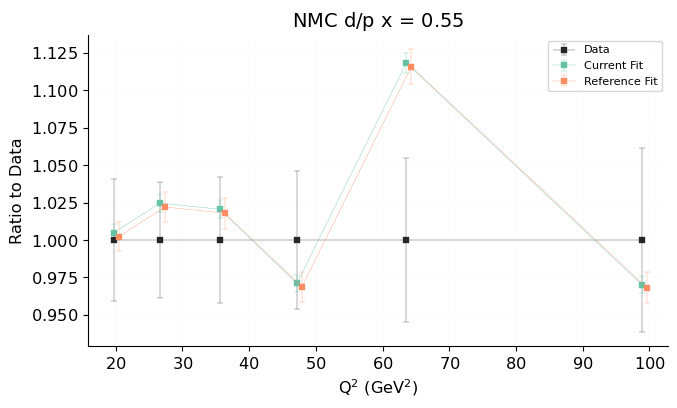 NMC d/p x = 0.55
Ratio to Data
1.125
1.100
1.075
1.050
1.025
1.000
0.975
0.950
Data
Current Fit
Reference Fit
20 30 40 50 60 70 80 90 100
Q² (GeV²)